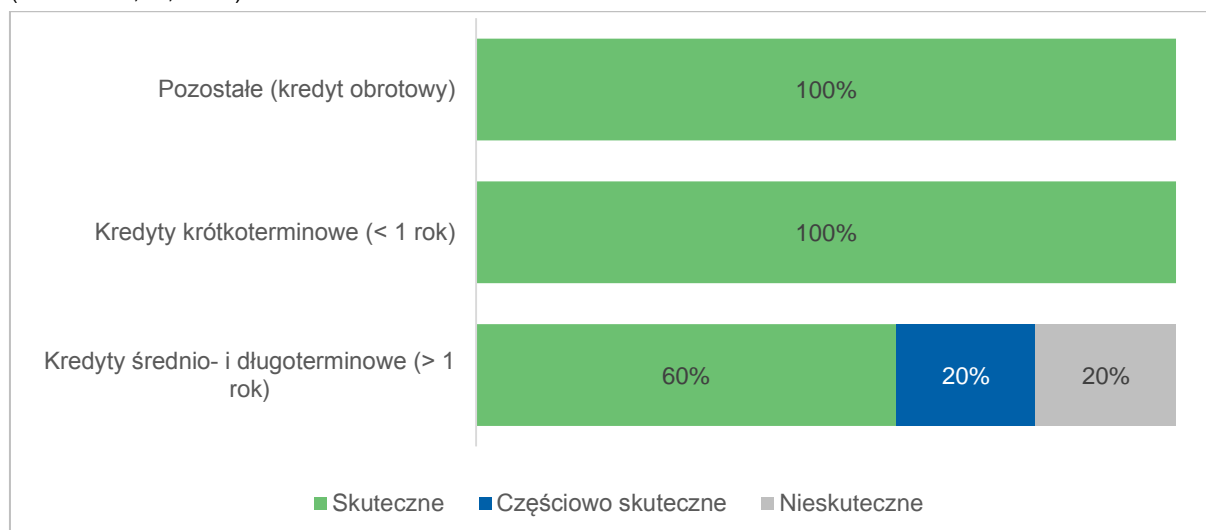 Pozostałe (kredyt obrotowy)
100%
Kredyty krótkoterminowe (< 1 rok)
100%
Kredyty średnio- i długoterminowe (> 1
rok)
60%
20%
20%
Skuteczne
Częściowo skuteczne
Nieskuteczne